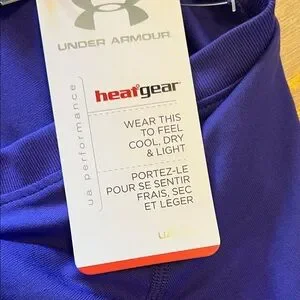 UNDER ARMOUR
heatgear
ua performance
WEAR THIS
TO FEEL
COOL, DRY
& LIGHT
PORTEZ-LE
POUR SE SENTIR
FRAIS, SEC
ET LEGER